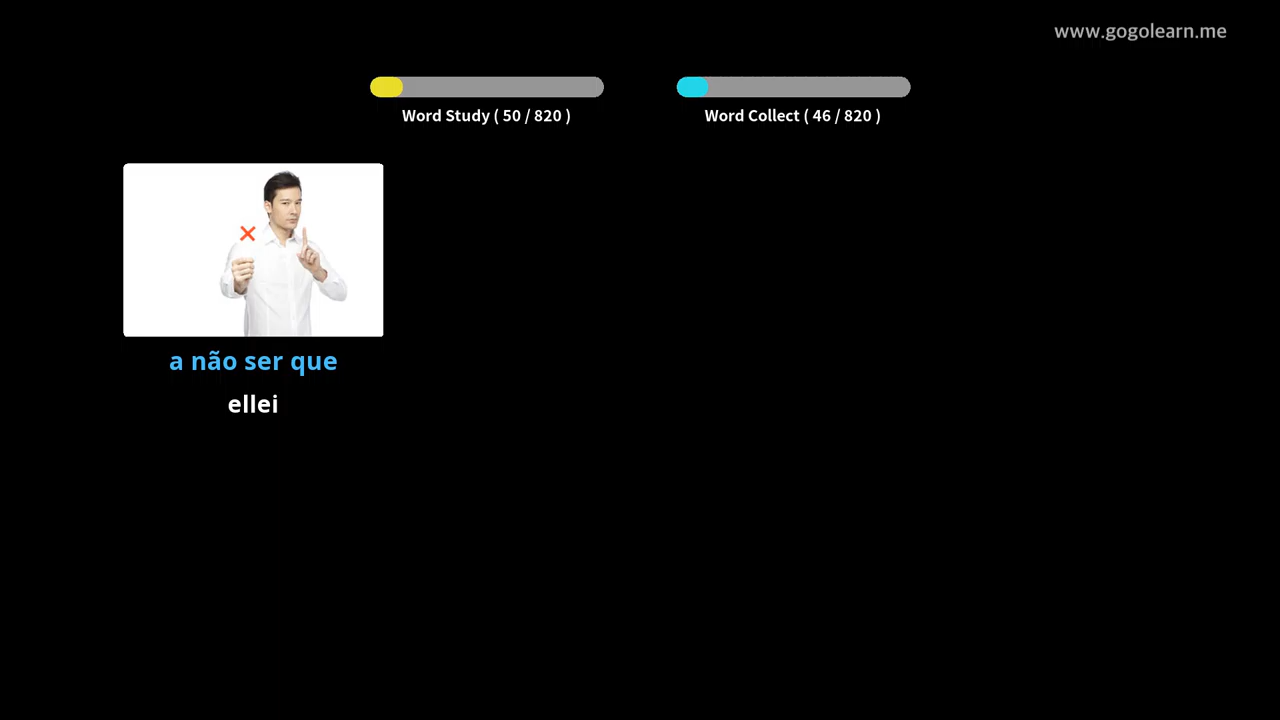 www.gogolearn.me
Word Study ( 50 / 820 )
Word Collect ( 46 / 820 )
a não ser que
ellei